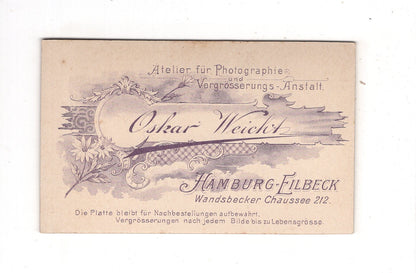 Atelier für Photographie
und
Vergrösserungs-Anstalt.
Oskar Weicht
HAMBURG-EILBECK
Wandsbecker Chaussee 212.
Die Platte bleibt für Nachbestellungen aufbewahrt.
Vergrösserungen nach jedem Bilde bis zu Lebensgrösse.